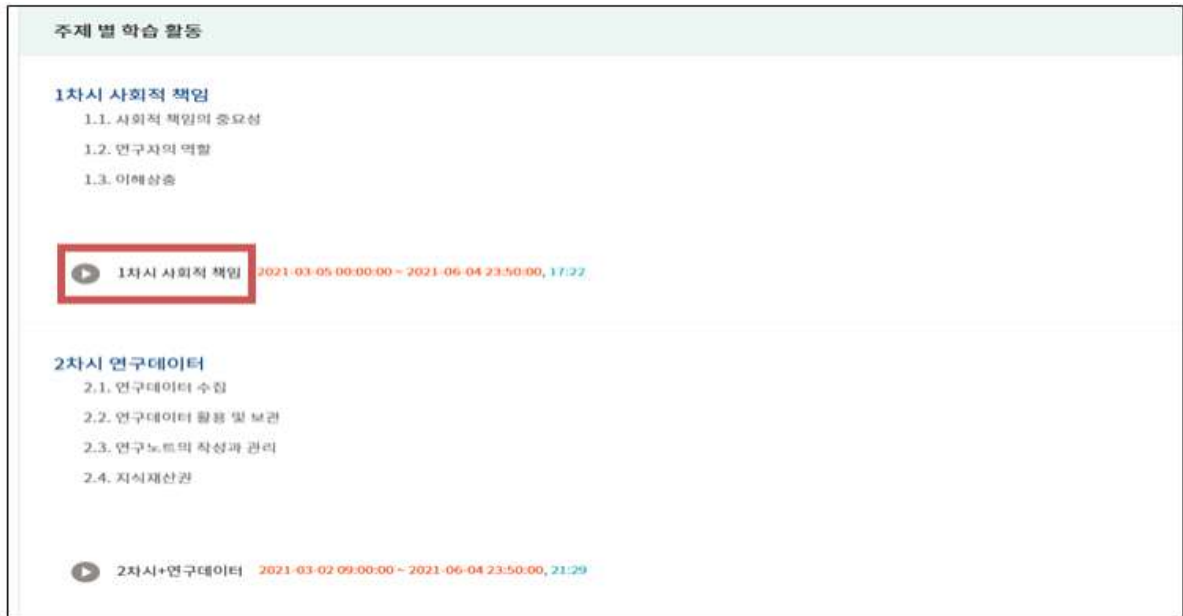 주제 별 학습 활동
1차시 사회적 책임
1.1. 사회적 책임의 중요성
1.2. 연구자의 역할
1.3. 이해상충
1차시 사회적 책임 2021-03-05 00:00:00 ~ 2021-06-04 23:50:00, 17:22
2차시 연구데이터
2.1. 연구데이터 수집
2.2. 연구데이터 활용 및 보관
2.3. 연구노트의 작성과 관리
2.4. 지식재산권
2차시+연구데이터 2021-03-02 09:00:00 ~ 2021-06-04 23:50:00, 21:29